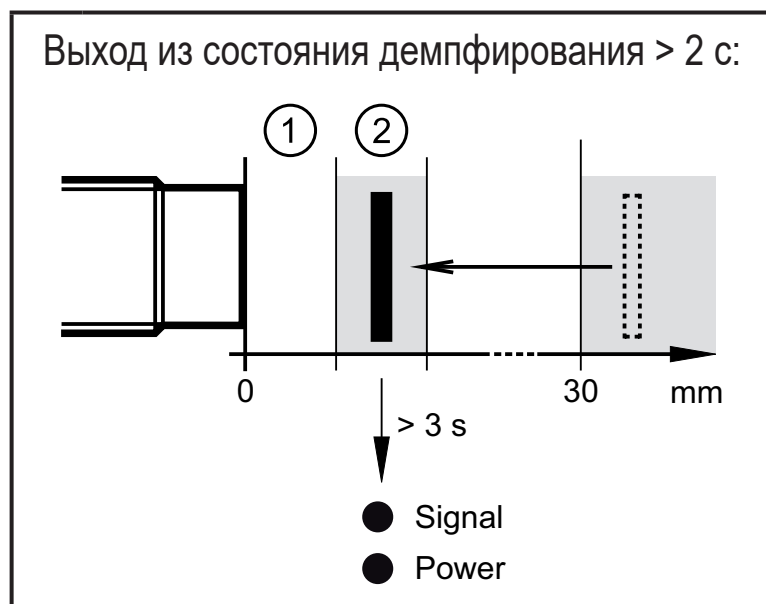 Выход из состояния демпфирования > 2 с:
1 2
0 30 mm
> 3 s
Signal
Power